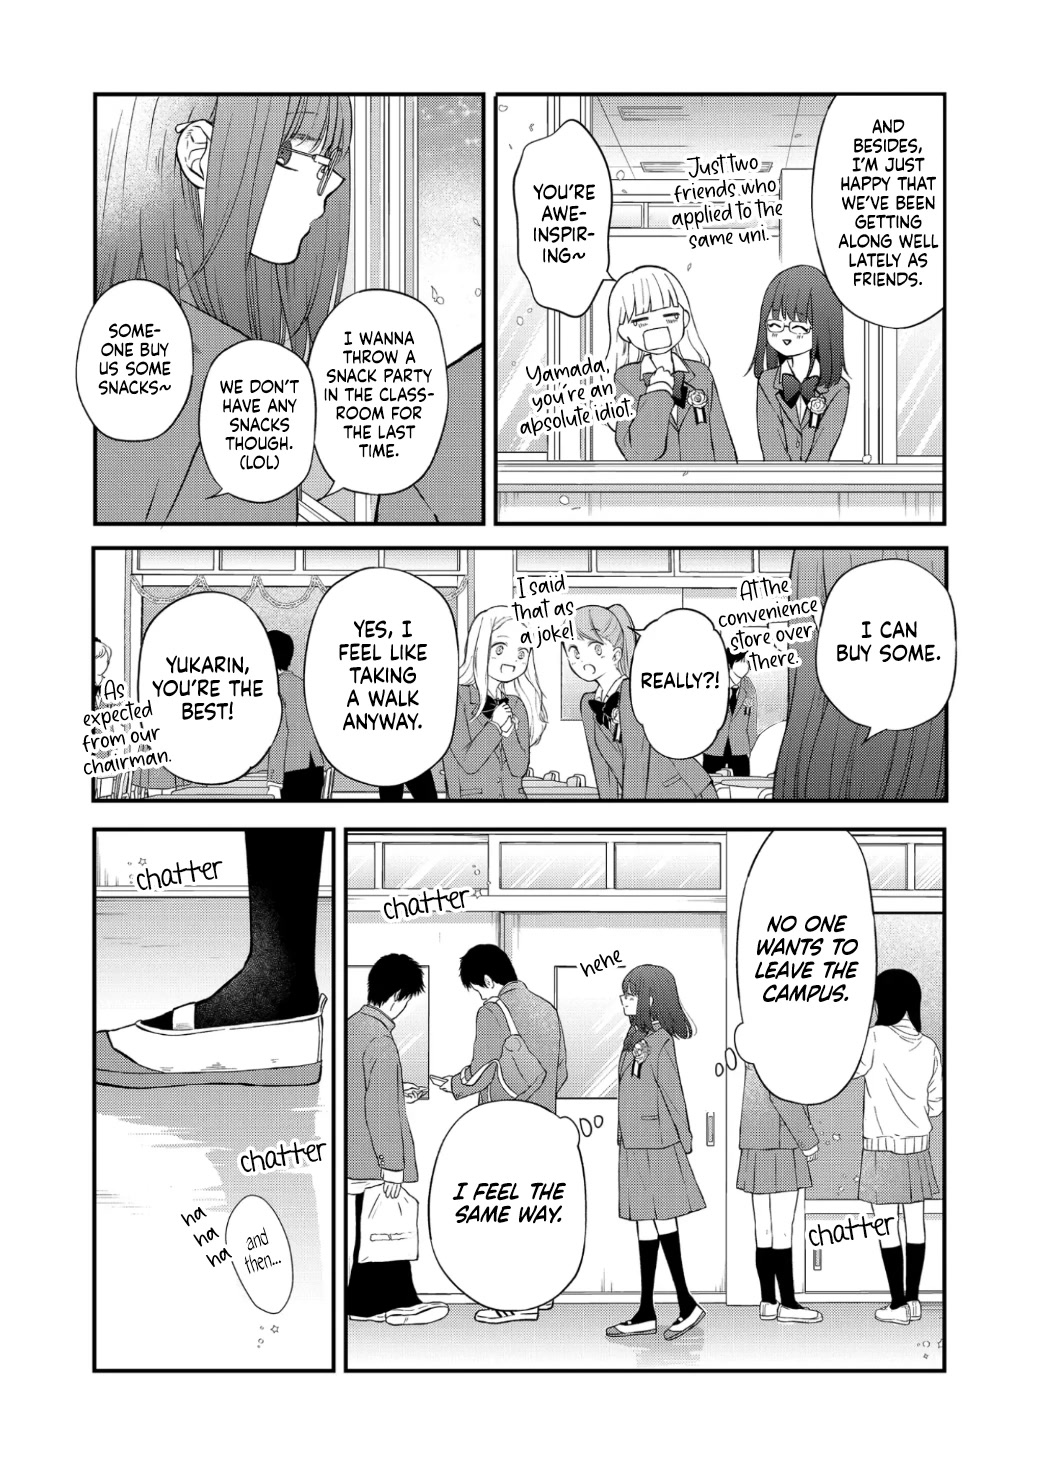 AND
BESIDES,
I'M JUST
HAPPY THAT
WE'VE BEEN
GETTING
ALONG WELL
LATELY AS
FRIENDS.
Just two
friends who
applied to the
same uni.
YOU'RE
AWE-
INSPIR-
ING~
Yamada,
you're an
absolute idiot.
I WANNA
THROW A
SNACK PARTY
IN THE CLASS-
ROOM FOR
THE LAST
TIME.
WE DON'T
HAVE ANY
SNACKS
THOUGH.
(LOL)
SOME-
ONE BUY
US SOME
SNACKS~
I CAN
BUY SOME.
At the
convenience
store over
there.
REALLY?!
I said
that as
a joke!
YES, I
FEEL LIKE
TAKING
A WALK
ANYWAY.
YUKARIN,
YOU'RE THE
BEST!
As
expected
from our
chairman.
NO ONE
WANTS TO
LEAVE THE
CAMPUS.
chatter
hehe
I FEEL THE
SAME WAY.
chatter
chatter
chatter
ha
ha
ha
and
then...